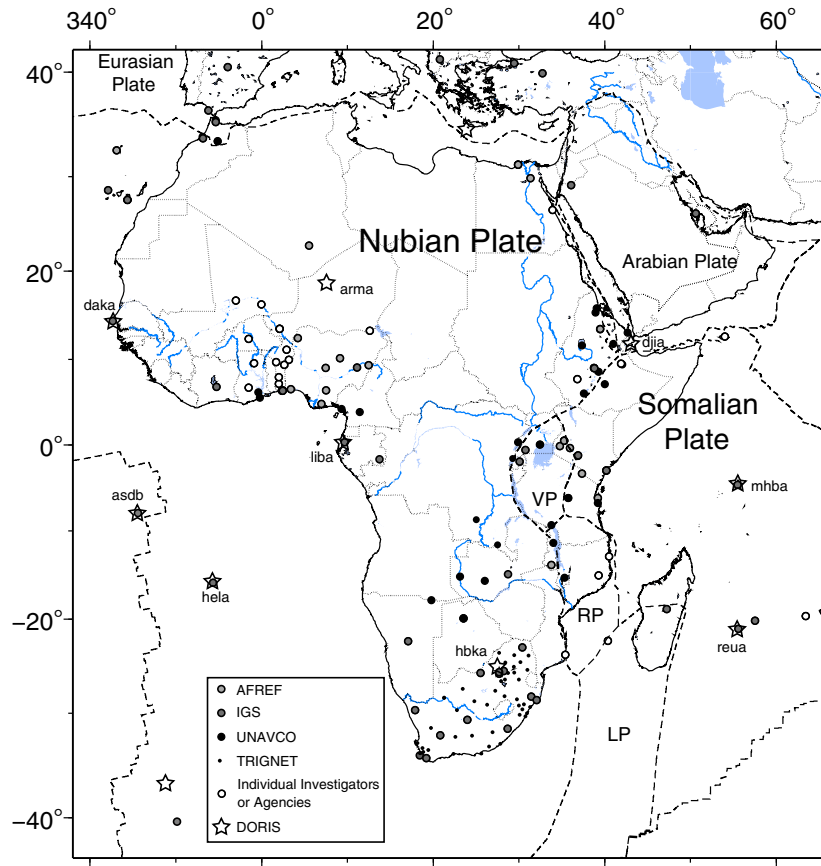 340° 0° 20° 40° 60°
40°
20°
0°
−20°
−40°
Eurasian
Plate
Nubian Plate
Arabian Plate
arma
daka
djia
Somalian
Plate
liba
asdb
VP
mhba
hela
RP
reua
hbka
LP
AFREF
IGS
UNAVCO
TRIGNET
Individual Investigators
or Agencies
DORIS